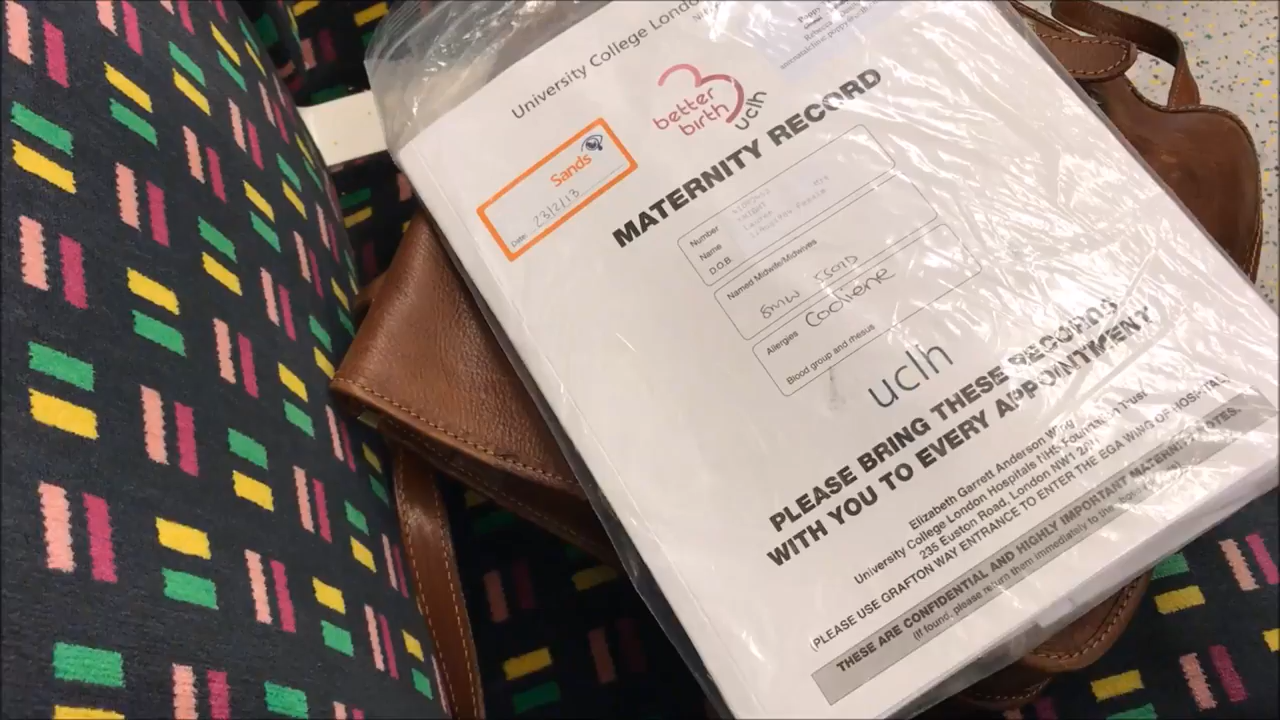 University College London
better
birth
uclh
Sands
Date: 23/2/13
MATERNITY RECORD
Number
Name
D.O.B
Named Midwife/Midwives
SMW
Allergies Codiene
Blood group and rhesus
uclh
PLEASE BRING THESE RECORDS
WITH YOU TO EVERY APPOINTMENT
Elizabeth Garrett Anderson Wing
University College London Hospitals NHS Foundation Trust
235 Euston Road, London NW1
(PLEASE USE GRAFTON WAY ENTRANCE TO ENTER THE EGA WING OF HOSPITAL
THESE ARE CONFIDENTIAL AND HIGHLY IMPORTANT MATERNITY NOTES.
(If found, please return them immediately to the